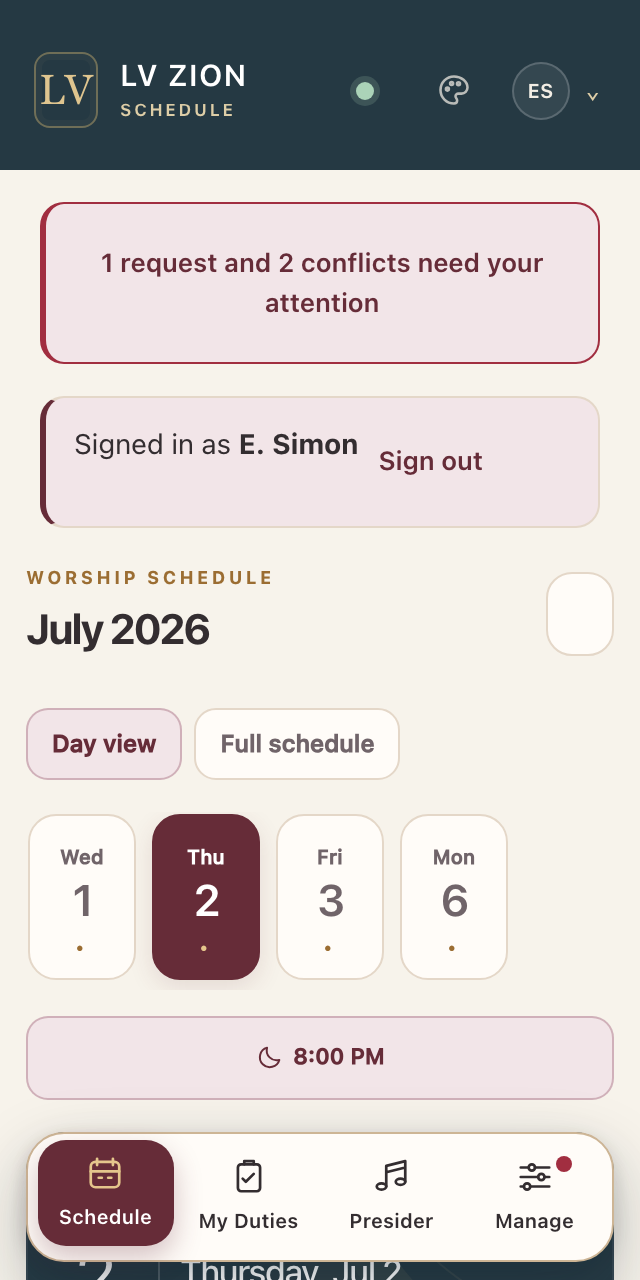 LV
LV ZION
SCHEDULE
ES
1 request and 2 conflicts need your
attention
Signed in as E. Simon
Sign out
WORSHIP SCHEDULE
July 2026
Day view
Full schedule
Wed
1
Thu
2
Fri
3
Mon
6
8:00 PM
Schedule
My Duties
Presider
Manage
2
Thursday, Jul 2